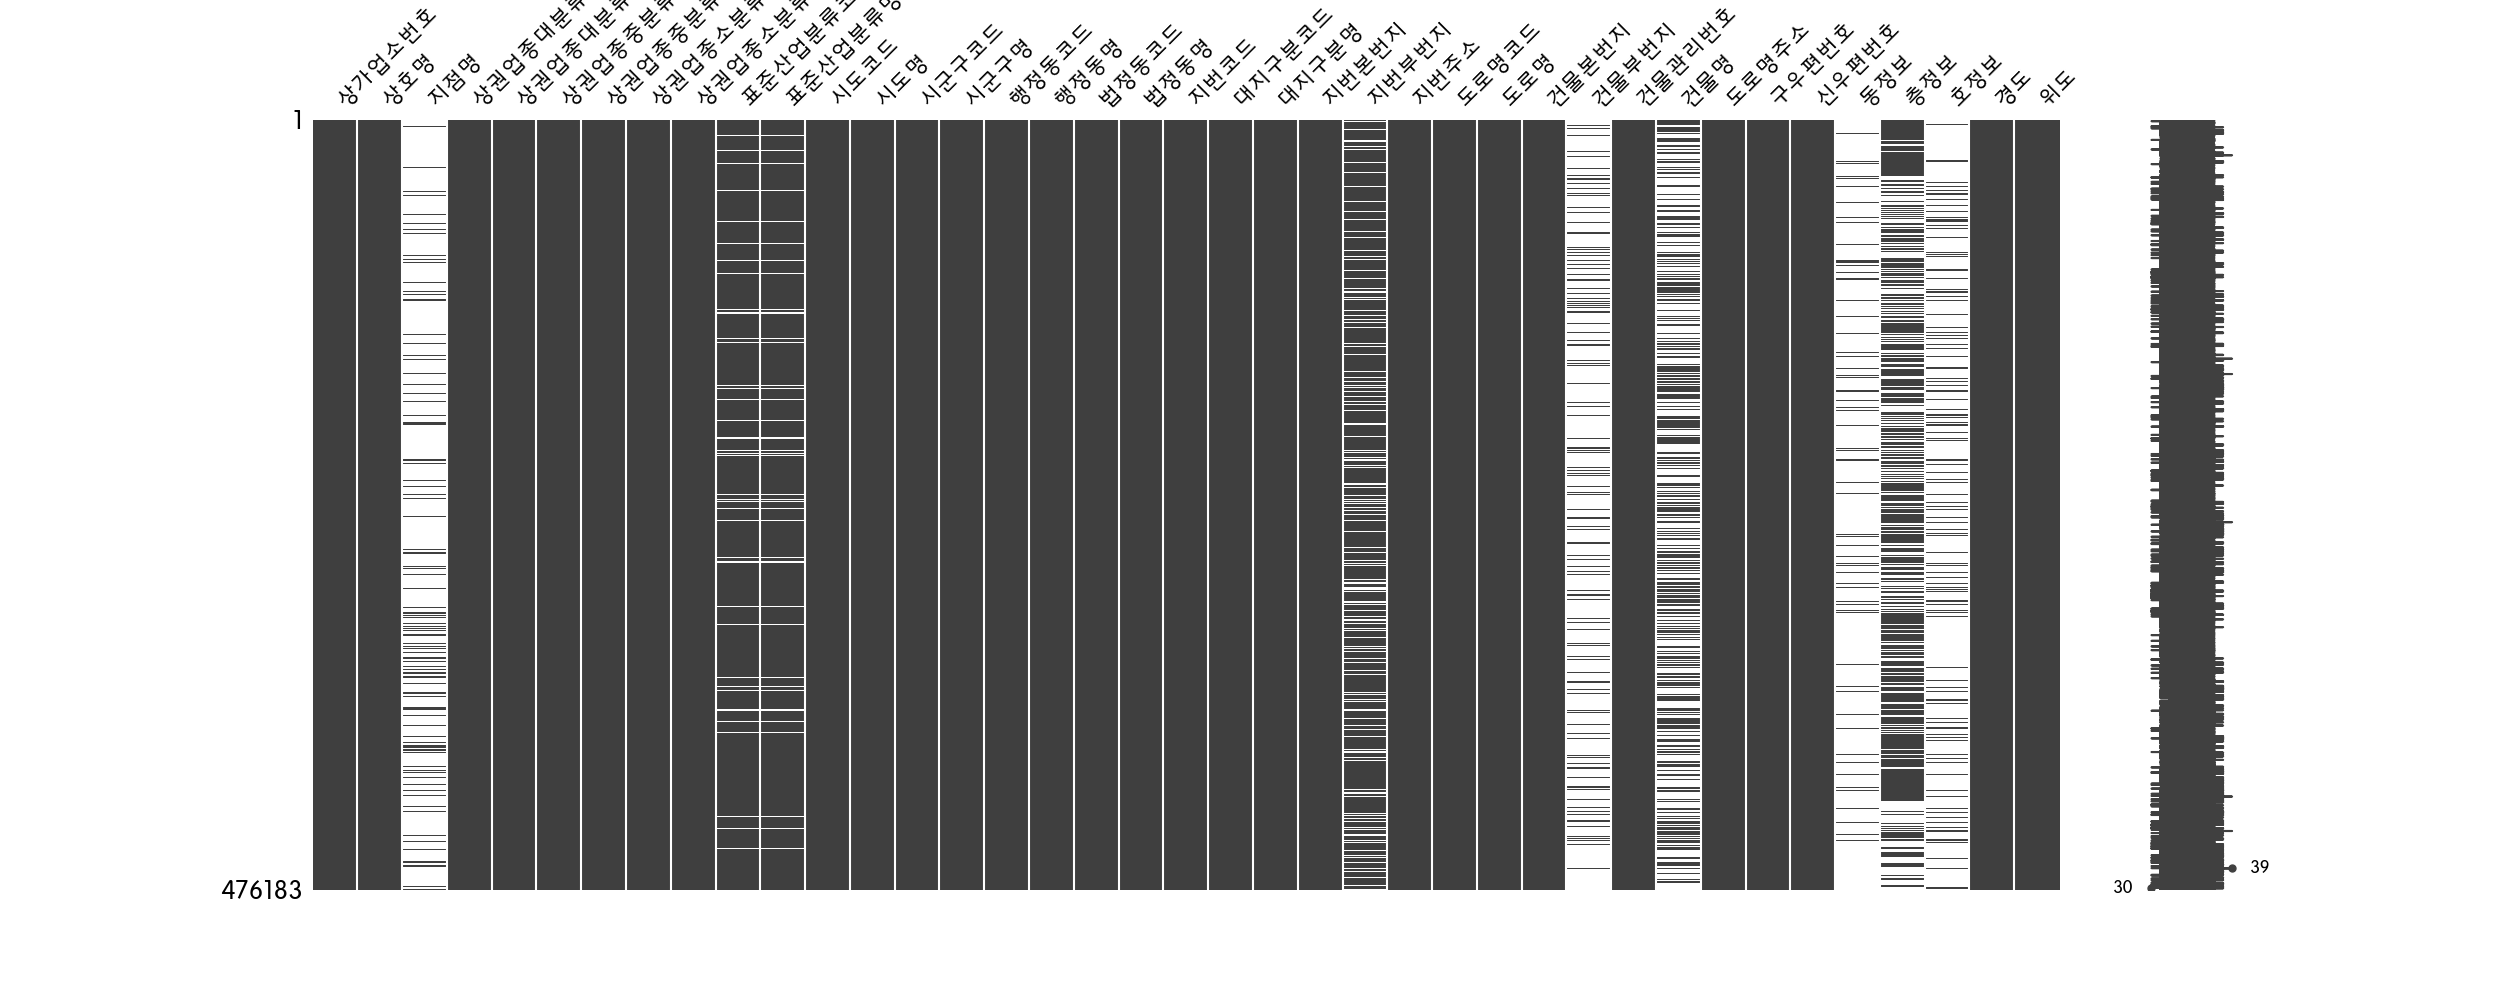 상가업소번호
상호명
지점명
상권업종대분류
상권업종대분류
상권업종중분류
상권업종중분류
상권업종소분류
상권업종소분류
표준산업분류코
표준산업분류명
시도코드
시도명
시군구코드
시군구명
행정동코드
행정동명
법정동코드
법정동명
지번코드
대지구분코드
대지구분명
지번본번지
지번부번지
지번주소
도로명코드
도로명
건물본번지
건물부번지
건물관리번호
건물명
도로명주소
구우편번호
신우편번호
동정보
층정보
호정보
경도
위도
1
476183
30
39